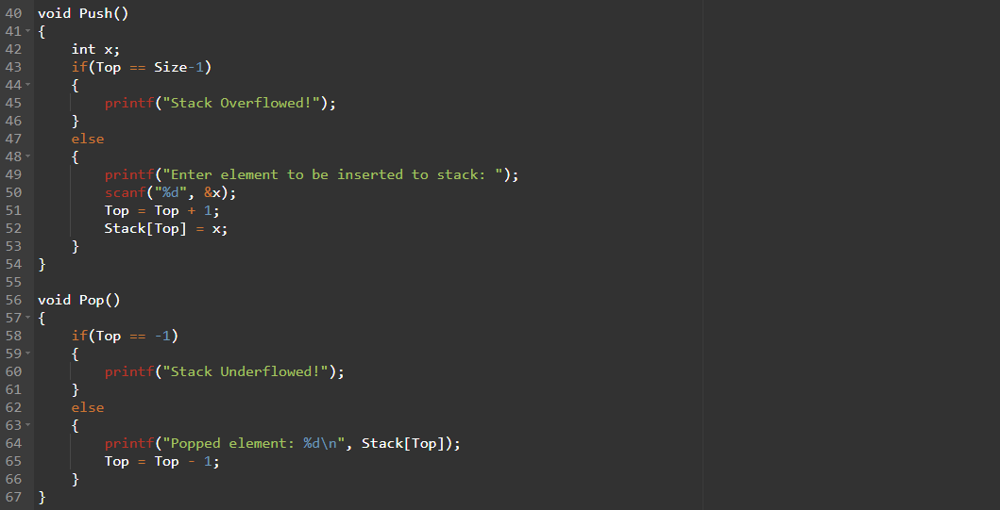 40 void Push()
41 {
42     int x;
43     if(Top == Size-1)
44     {
45         printf("Stack Overflowed!");
46     }
47     else
48     {
49         printf("Enter element to be inserted to stack: ");
50         scanf("%d", &x);
51         Top = Top + 1;
52         Stack[Top] = x;
53     }
54 }
55
56 void Pop()
57 {
58     if(Top == -1)
59     {
60         printf("Stack Underflowed!");
61     }
62     else
63     {
64         printf("Popped element: %d\n", Stack[Top]);
65         Top = Top - 1;
66     }
67 }